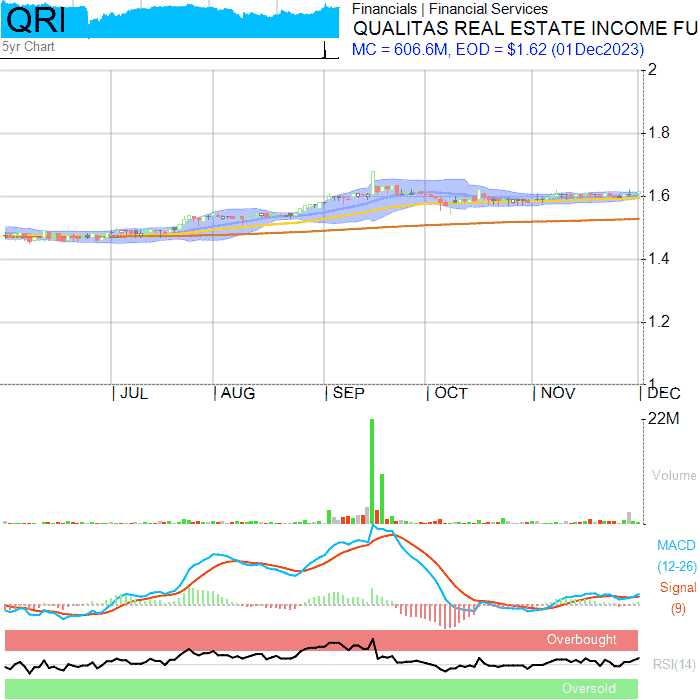 QRI
5yr Chart
Financials | Financial Services
QUALITAS REAL ESTATE INCOME FU
MC = 606.6M, EOD = $1.62 (01Dec2023)
2
1.8
1.6
1.4
1.2
1
JUL AUG SEP OCT NOV DEC
22M
Volume
MACD
(12-26)
Signal
(9)
Overbought
RSI(14)
Oversold